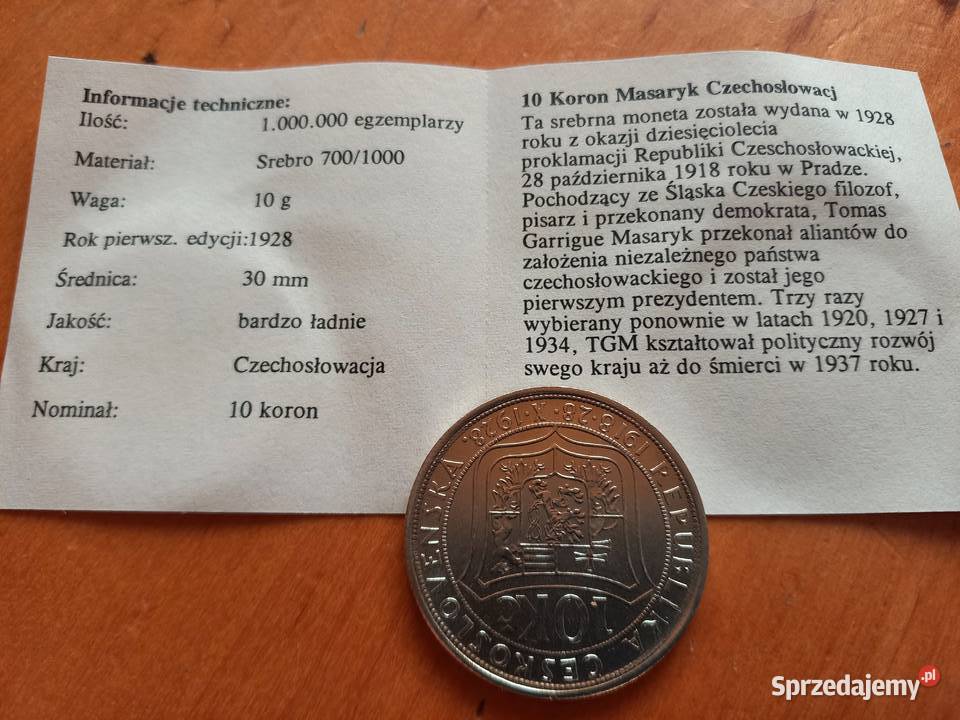 Informacje techniczne:
Ilość: 1.000.000 egzemplarzy
Materiał: Srebro 700/1000
Waga: 10 g
Rok pierwsz. edycji:1928
Średnica: 30 mm
Jakość: bardzo ładnie
Kraj: Czechosłowacja
Nominał: 10 koron
10 Koron Masaryk Czechosłowacj
Ta srebrna moneta została wydana w 1928
roku z okazji dziesięciolecia
proklamacji Republiki Czeschosłowackiej,
28 października 1918 roku w Pradze.
Pochodzący ze Śląska Czeskiego filozof,
pisarz i przekonany demokrata, Tomas
Garrigue Masaryk przekonał aliantów do
założenia niezależnego państwa
czechosłowackiego i został jego
pierwszym prezydentem. Trzy razy
wybierany ponownie w latach 1920, 1927 i
1934, TGM kształtował polityczny rozwój
swego kraju aż do śmierci w 1937 roku.
1918·28·X·1928.
REPUBLIKA ČESKOSLOVENSKÁ
10Kč
Sprzedajemy.pl